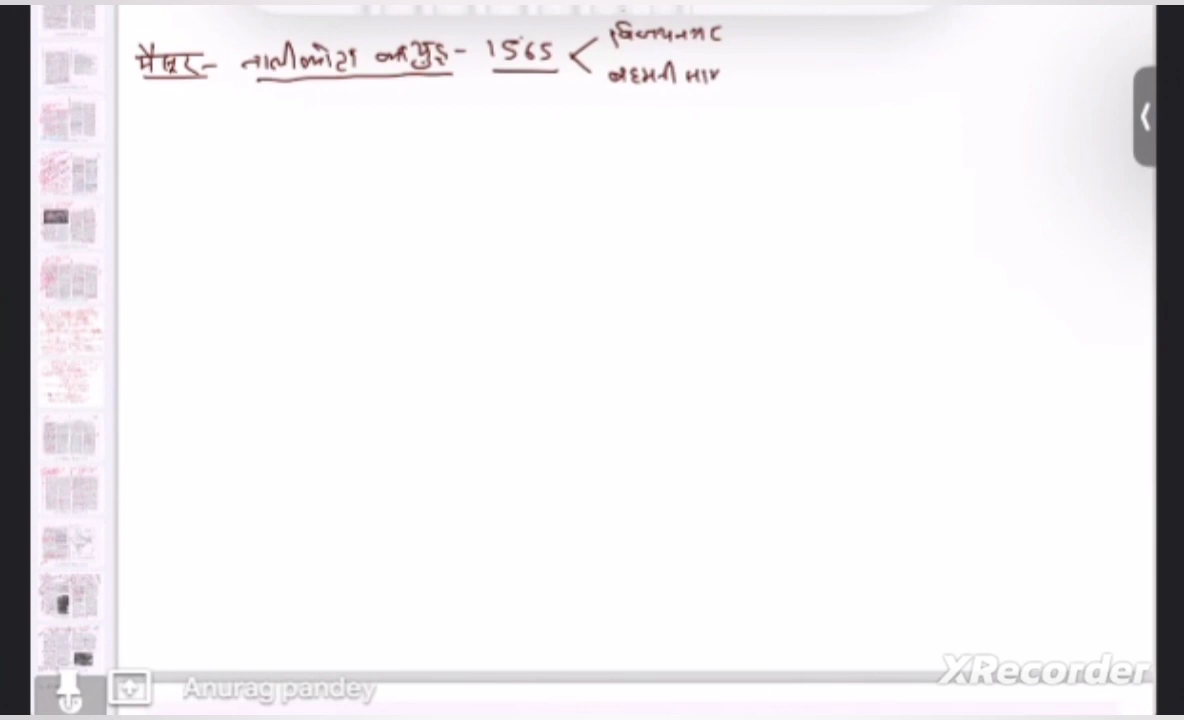 मैसूर - तालीकोटा का युद्ध - 1565 < विजयनगर
बहमनी राज्य
Anurag pandey
XRecorder